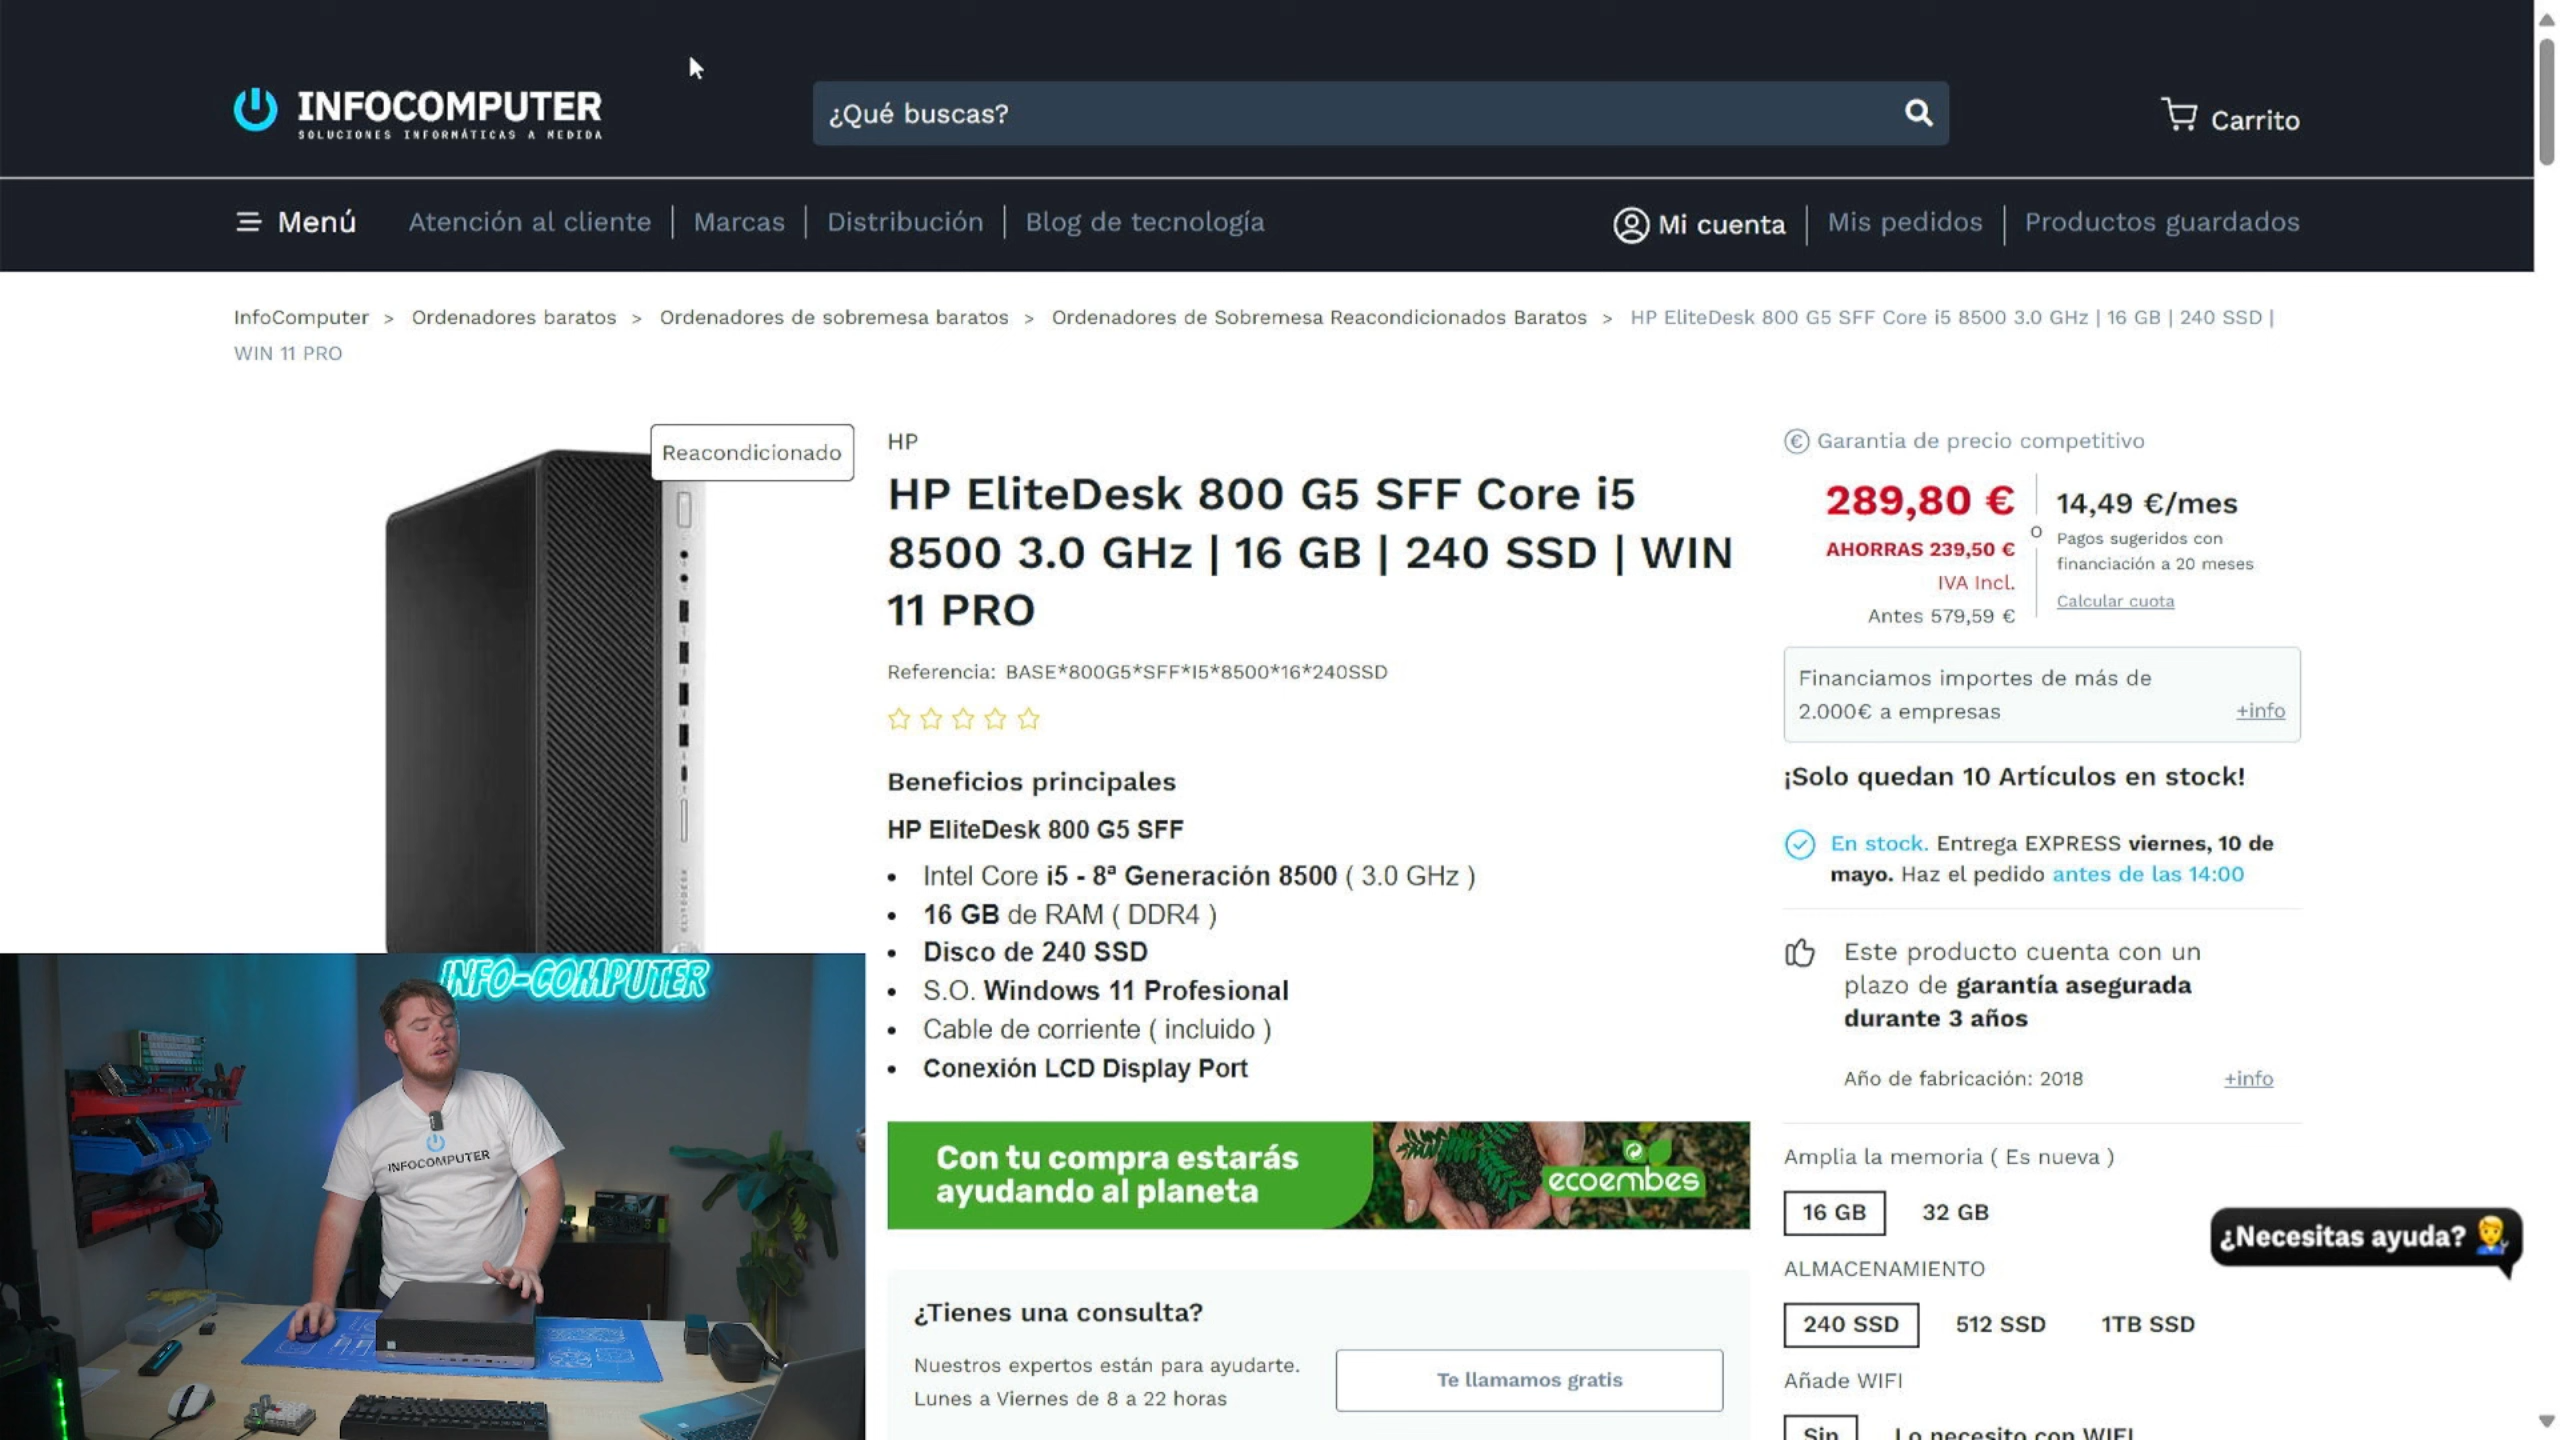 INFOCOMPUTER
SOLUCIONES INFORMÁTICAS A MEDIDA
¿Qué buscas?
Carrito
Menú
Atención al cliente
Marcas
Distribución
Blog de tecnología
Mi cuenta
Mis pedidos
Productos guardados
InfoComputer > Ordenadores baratos > Ordenadores de sobremesa baratos > Ordenadores de Sobremesa Reacondicionados Baratos > HP EliteDesk 800 G5 SFF Core i5 8500 3.0 GHz | 16 GB | 240 SSD |
WIN 11 PRO
Reacondicionado
ELITEDESK
HP
HP EliteDesk 800 G5 SFF Core i5
8500 3.0 GHz | 16 GB | 240 SSD | WIN
11 PRO
Referencia: BASE*800G5*SFF*I5*8500*16*240SSD
Beneficios principales
HP EliteDesk 800 G5 SFF
• Intel Core i5 - 8ª Generación 8500 ( 3.0 GHz )
• 16 GB de RAM ( DDR4 )
• Disco de 240 SSD
• S.O. Windows 11 Profesional
• Cable de corriente ( incluido )
• Conexión LCD Display Port
Con tu compra estarás
ayudando al planeta
ecoembes
¿Tienes una consulta?
Nuestros expertos están para ayudarte.
Lunes a Viernes de 8 a 22 horas
Te llamamos gratis
Garantia de precio competitivo
289,80 €
AHORRAS 239,50 €
IVA Incl.
Antes 579,59 €
o
14,49 €/mes
Pagos sugeridos con
financiación a 20 meses
Calcular cuota
Financiamos importes de más de
2.000€ a empresas
+info
¡Solo quedan 10 Artículos en stock!
En stock. Entrega EXPRESS viernes, 10 de
mayo. Haz el pedido antes de las 14:00
Este producto cuenta con un
plazo de garantía asegurada
durante 3 años
Año de fabricación: 2018
+info
Amplia la memoria ( Es nueva )
16 GB
32 GB
¿Necesitas ayuda?
ALMACENAMIENTO
240 SSD
512 SSD
1TB SSD
Añade WIFI
Sin
Lo necesito con WIFI
INFO-COMPUTER
INFOCOMPUTER